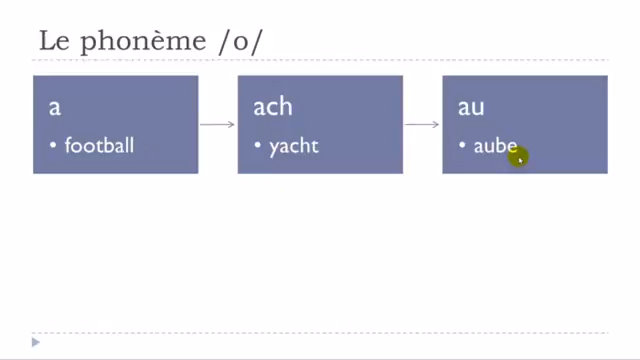 Le phonème /o/
a
• football
ach
• yacht
au
• aube